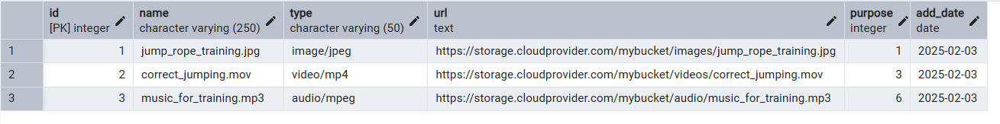 id name type url purpose add_date
[PK] integer character varying (250) character varying (50) text integer date
1 1 jump_rope_training.jpg image/jpeg https://storage.cloudprovider.com/mybucket/images/jump_rope_training.jpg 1 2025-02-03
2 2 correct_jumping.mov video/mp4 https://storage.cloudprovider.com/mybucket/videos/correct_jumping.mov 3 2025-02-03
3 3 music_for_training.mp3 audio/mpeg https://storage.cloudprovider.com/mybucket/audio/music_for_training.mp3 6 2025-02-03